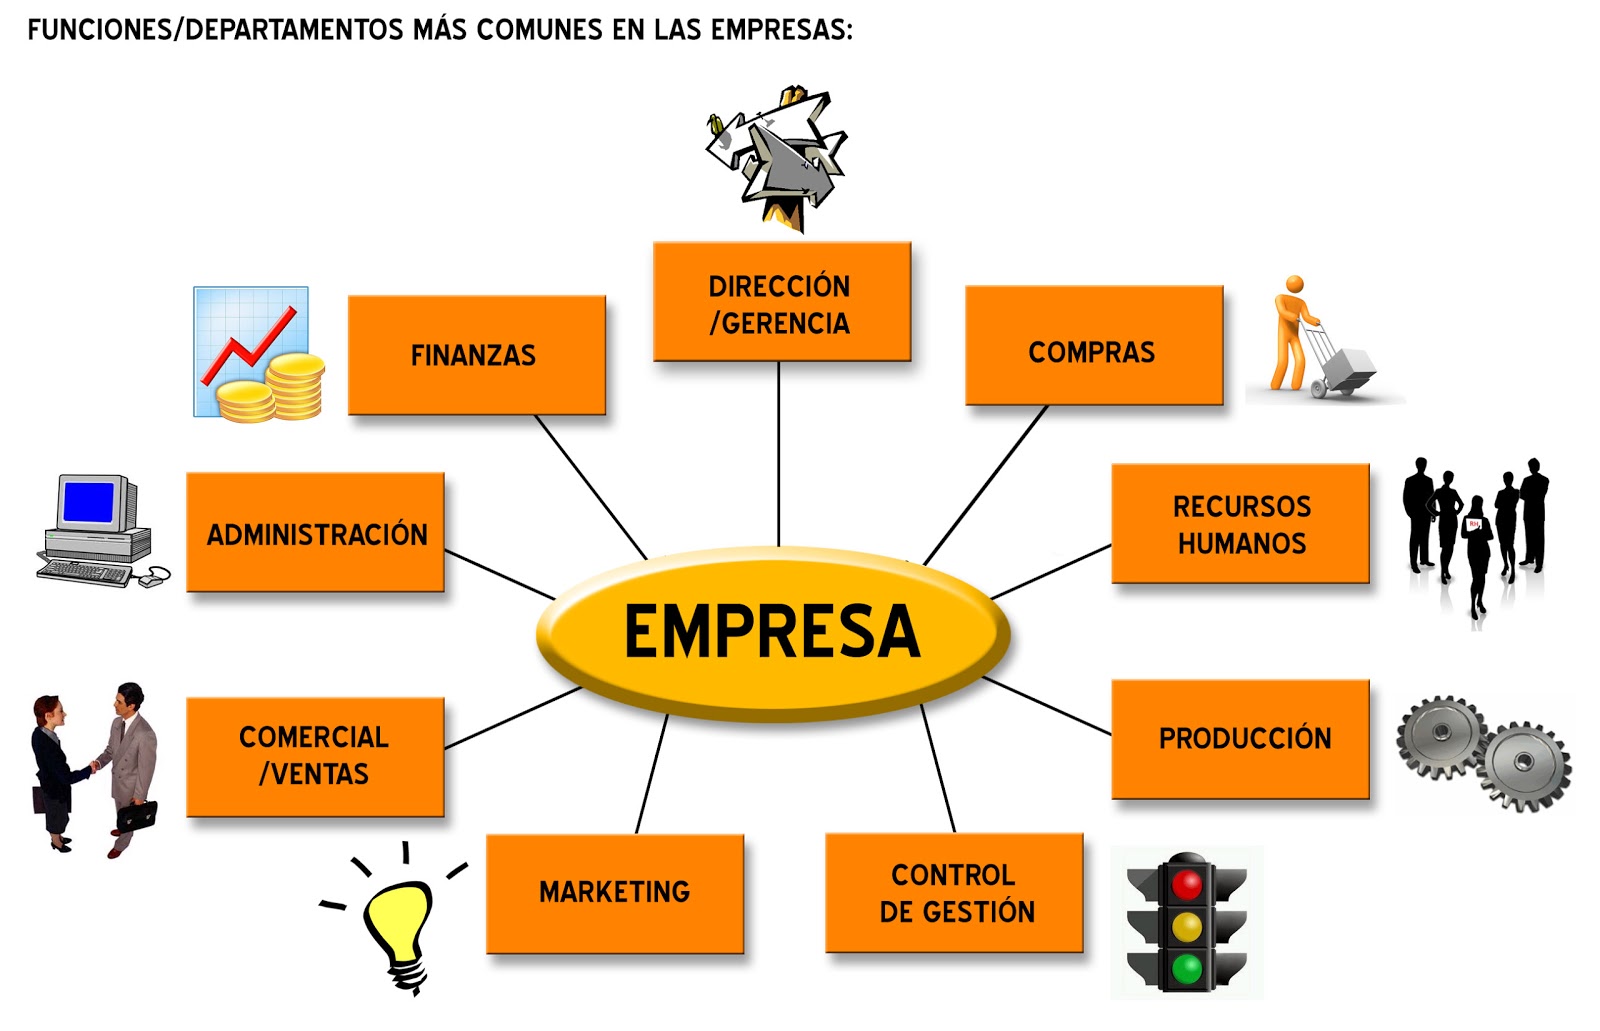 FUNCIONES/DEPARTAMENTOS MÁS COMUNES EN LAS EMPRESAS:
DIRECCIÓN
/GERENCIA
FINANZAS
COMPRAS
ADMINISTRACIÓN
RECURSOS
HUMANOS
EMPRESA
COMERCIAL
/VENTAS
PRODUCCIÓN
MARKETING
CONTROL
DE GESTIÓN